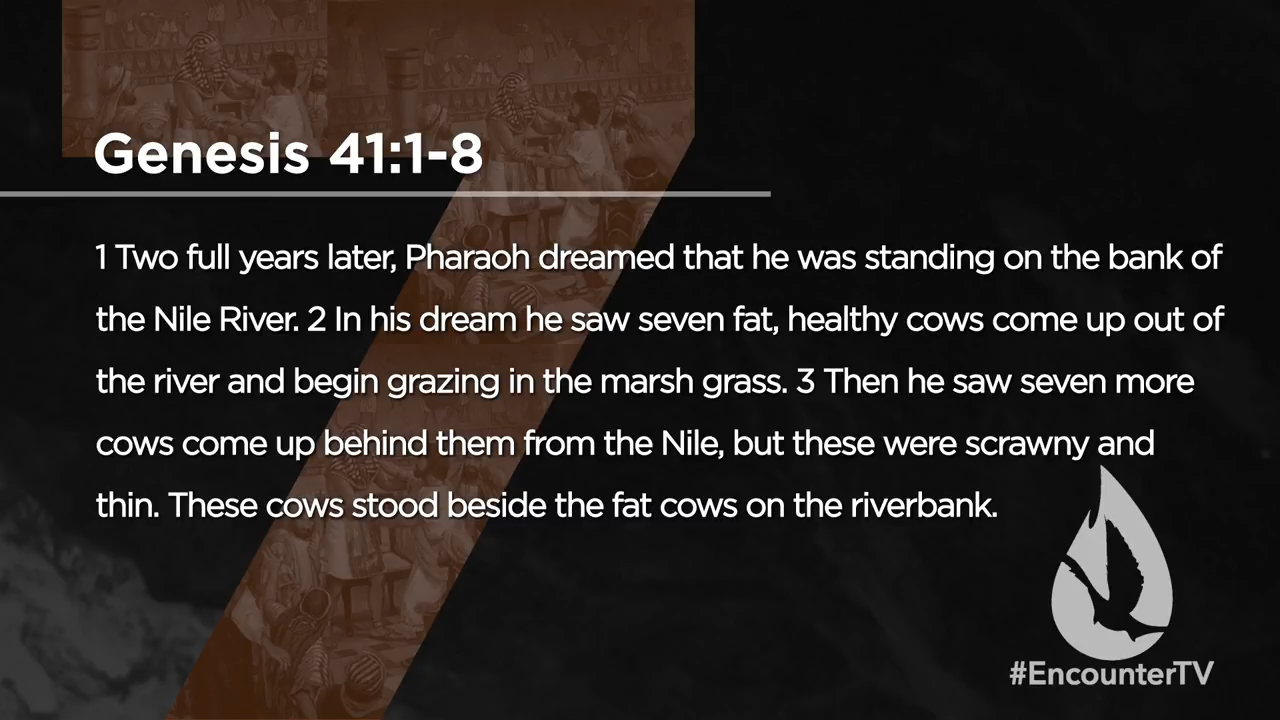 Genesis 41:1-8
1 Two full years later, Pharaoh dreamed that he was standing on the bank of
the Nile River. 2 In his dream he saw seven fat, healthy cows come up out of
the river and begin grazing in the marsh grass. 3 Then he saw seven more
cows come up behind them from the Nile, but these were scrawny and
thin. These cows stood beside the fat cows on the riverbank.
#EncounterTV